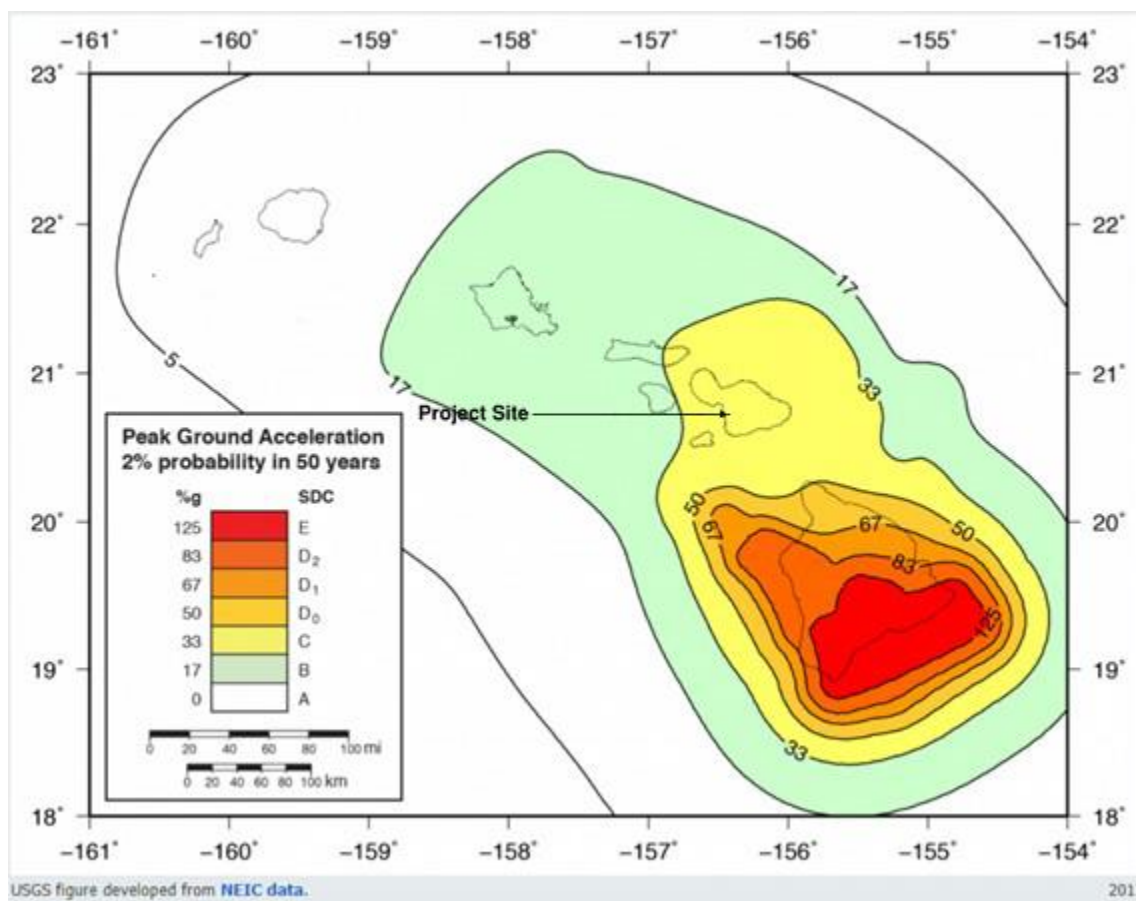 −161˚ −160˚ −159˚ −158˚ −157˚ −156˚ −155˚ −154˚
23˚ 23˚
22˚ 22˚
17
5
21˚ 21˚
17
33
Project Site
Peak Ground Acceleration
2% probability in 50 years
%g SDC
125 E
83 D2
67 D1
50 D0
33 C
17 B
0 A
0 20 40 60 80 100 mi
0 20 40 60 80 100 km
50
67
20˚ 20˚
67
50
83
125
19˚ 19˚
33
18˚ 18˚
−161˚ −160˚ −159˚ −158˚ −157˚ −156˚ −155˚ −154˚
USGS figure developed from NEIC data. 201